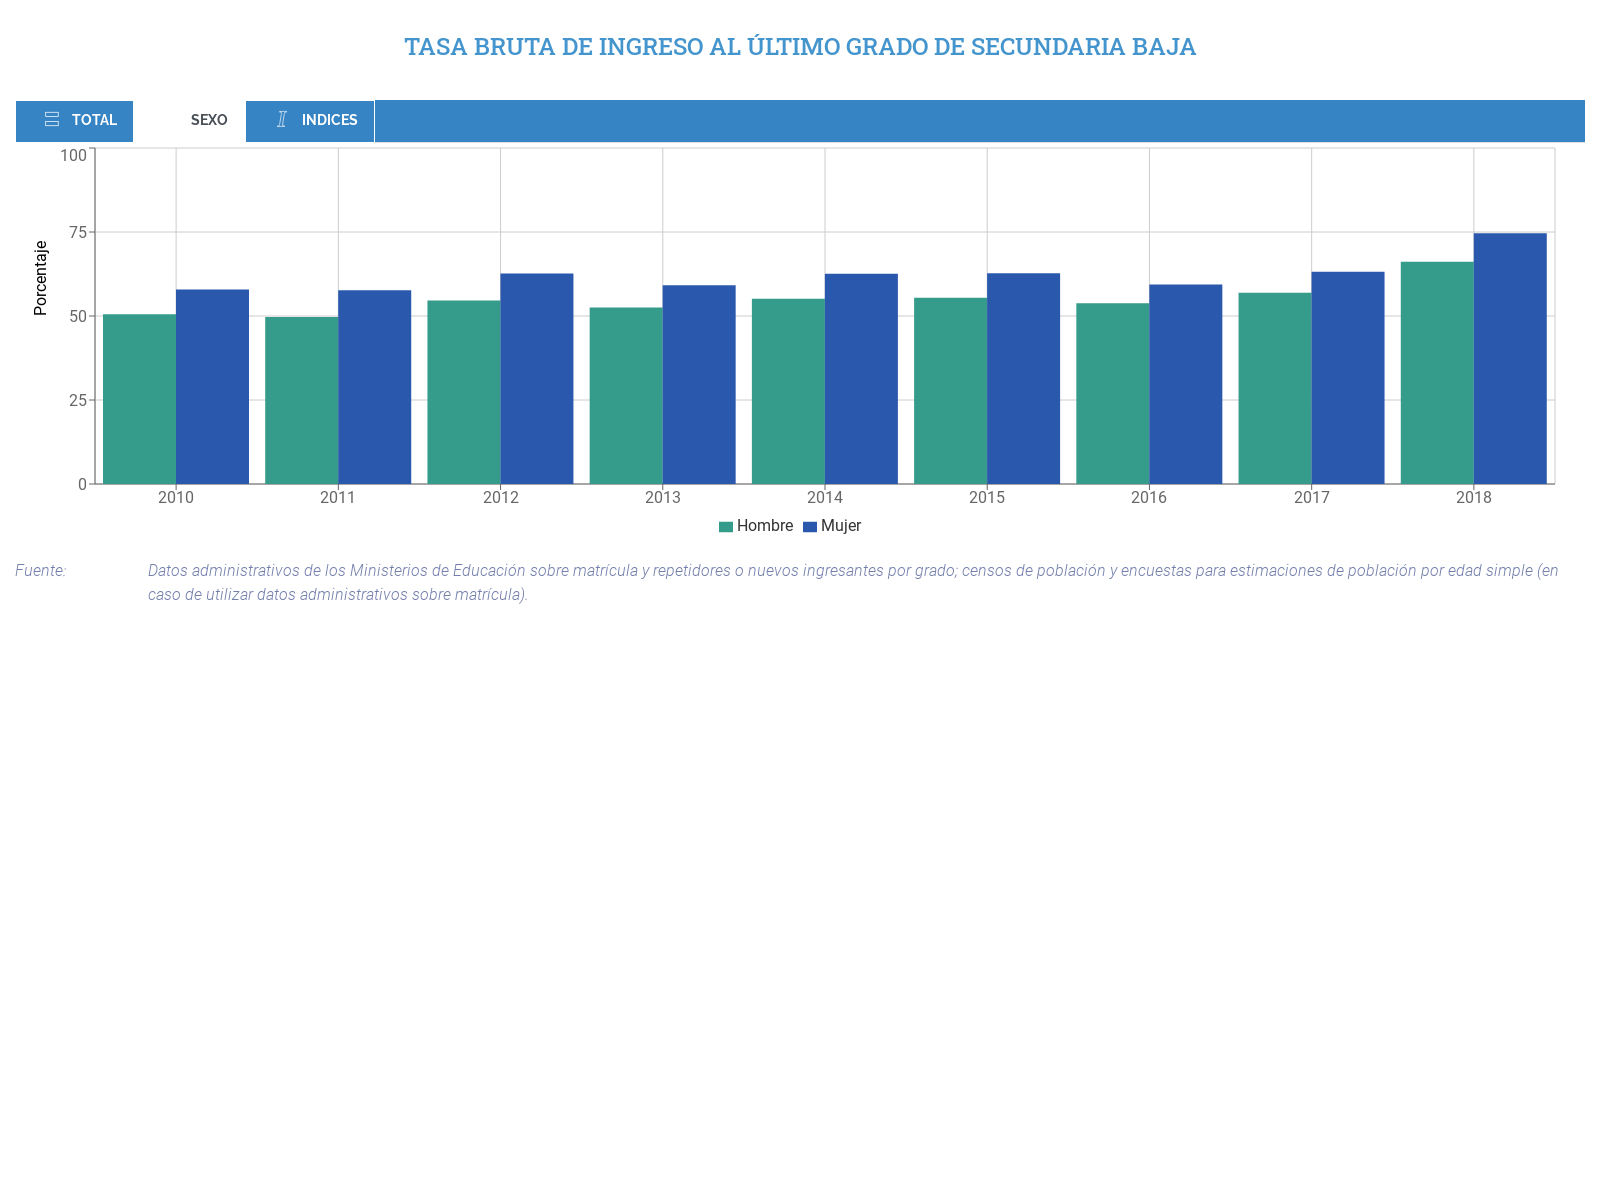 TASA BRUTA DE INGRESO AL ÚLTIMO GRADO DE SECUNDARIA BAJA
TOTAL SEXO INDICES
100
75
50
25
0
Porcentaje
2010 2011 2012 2013 2014 2015 2016 2017 2018
Hombre Mujer
Fuente: Datos administrativos de los Ministerios de Educación sobre matrícula y repetidores o nuevos ingresantes por grado; censos de población y encuestas para estimaciones de población por edad simple (en
caso de utilizar datos administrativos sobre matrícula).